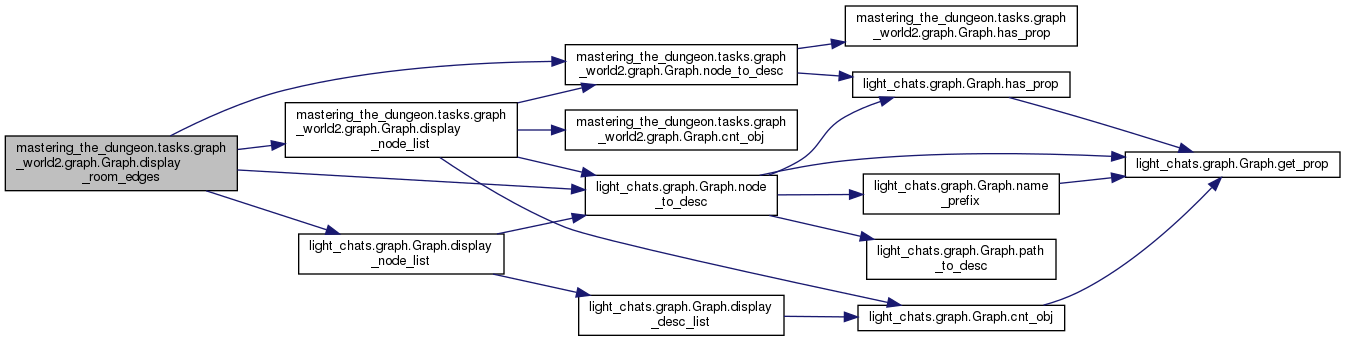 mastering_the_dungeon.tasks.graph
_world2.graph.Graph.display
_room_edges
mastering_the_dungeon.tasks.graph
_world2.graph.Graph.display
_node_list
light_chats.graph.Graph.display
_node_list
mastering_the_dungeon.tasks.graph
_world2.graph.Graph.node_to_desc
mastering_the_dungeon.tasks.graph
_world2.graph.Graph.cnt_obj
light_chats.graph.Graph.node
_to_desc
light_chats.graph.Graph.display
_desc_list
mastering_the_dungeon.tasks.graph
_world2.graph.Graph.has_prop
light_chats.graph.Graph.has_prop
light_chats.graph.Graph.name
_prefix
light_chats.graph.Graph.path
_to_desc
light_chats.graph.Graph.cnt_obj
light_chats.graph.Graph.get_prop